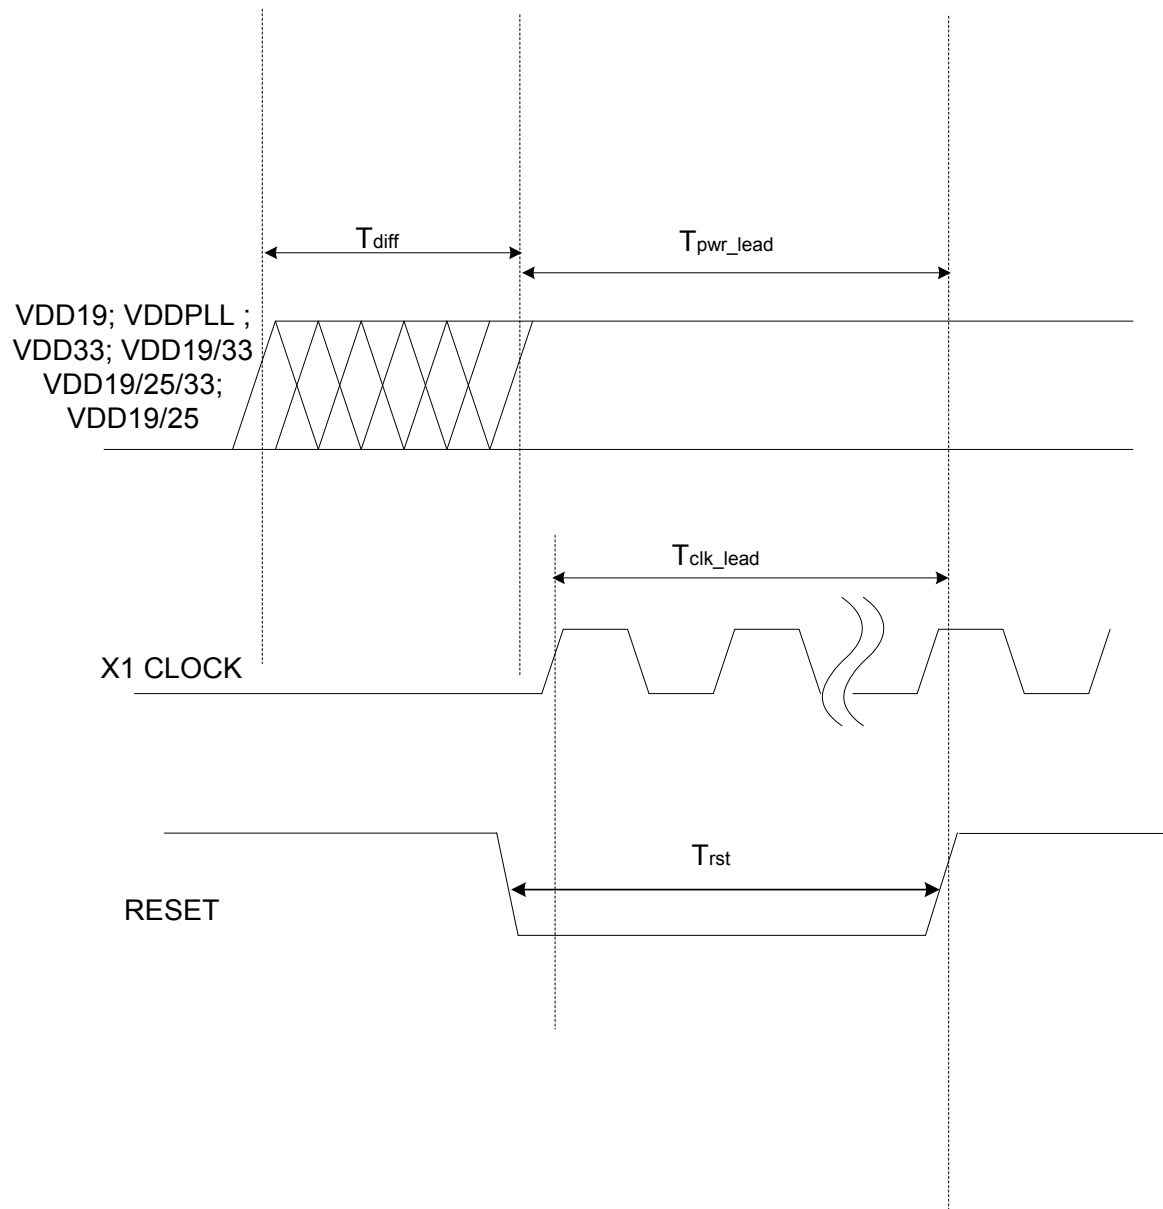 Tdiff
Tpwr_lead
VDD19; VDDPLL ;
VDD33; VDD19/33
VDD19/25/33;
VDD19/25
Tclk_lead
X1 CLOCK
Trst
RESET